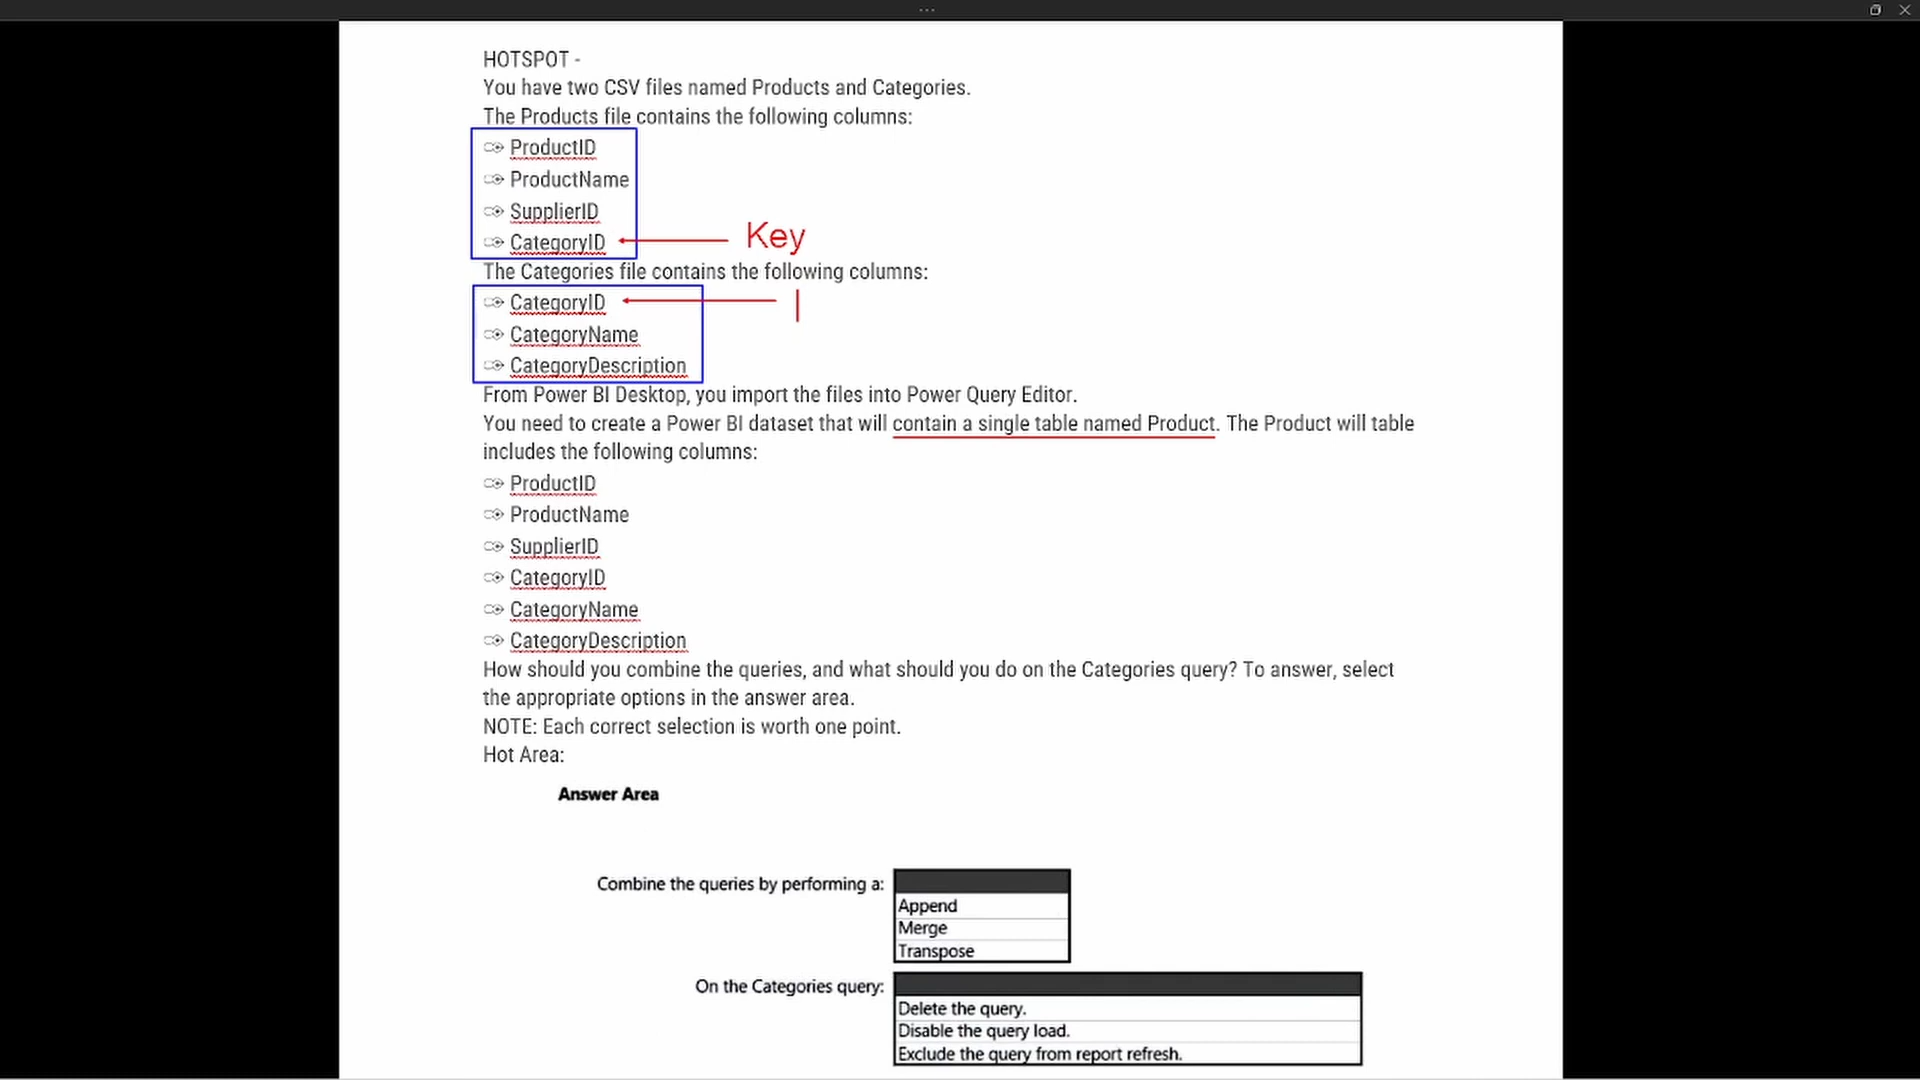 HOTSPOT -
You have two CSV files named Products and Categories.
The Products file contains the following columns:
ProductID
ProductName
SupplierID
CategoryID
Key
The Categories file contains the following columns:
CategoryID
CategoryName
CategoryDescription
From Power BI Desktop, you import the files into Power Query Editor.
You need to create a Power BI dataset that will contain a single table named Product. The Product will table
includes the following columns:
ProductID
ProductName
SupplierID
CategoryID
CategoryName
CategoryDescription
How should you combine the queries, and what should you do on the Categories query? To answer, select
the appropriate options in the answer area.
NOTE: Each correct selection is worth one point.
Hot Area:
Answer Area
Combine the queries by performing a:
Append
Merge
Transpose
On the Categories query:
Delete the query.
Disable the query load.
Exclude the query from report refresh.